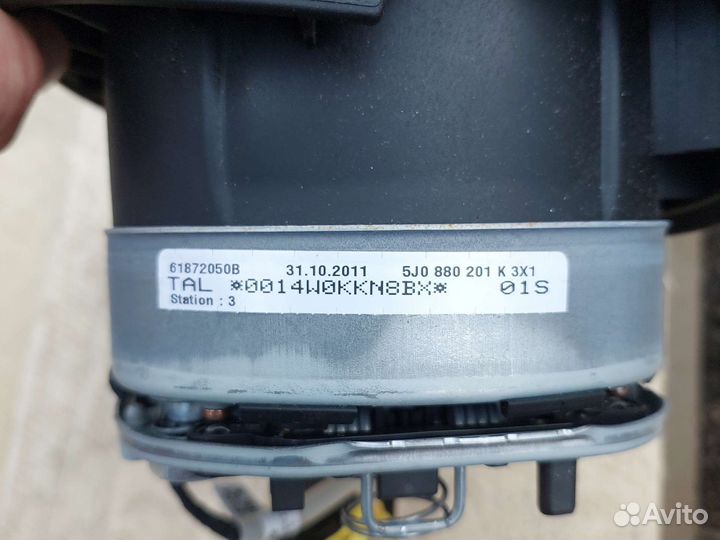 61872050B 31.10.2011 5J0 880 201 K 3X1
TAL *0014W0KKN8BX* 01S
Station : 3
Avito